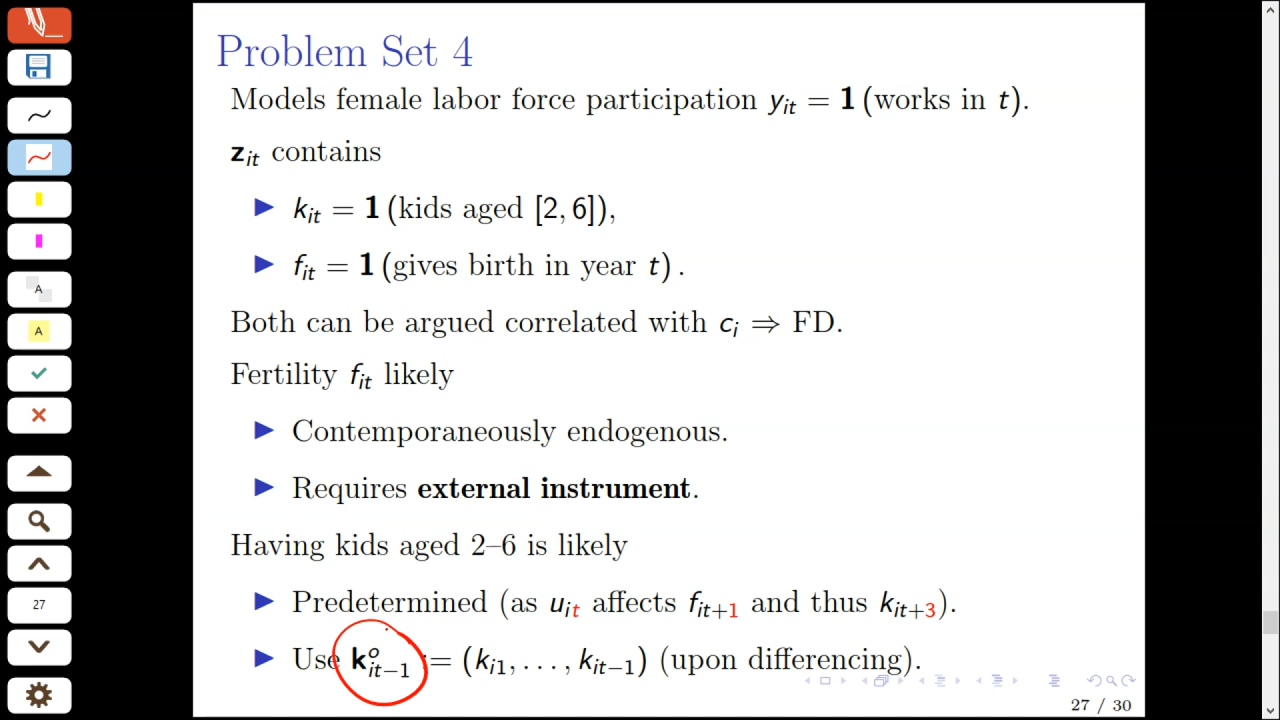 Problem Set 4
Models female labor force participation y_it = 1 (works in t).
z_it contains
▶ k_it = 1 (kids aged [2, 6]),
▶ f_it = 1 (gives birth in year t) .
Both can be argued correlated with c_i ⇒ FD.
Fertility f_it likely
▶ Contemporaneously endogenous.
▶ Requires external instrument.
Having kids aged 2–6 is likely
▶ Predetermined (as u_it affects f_it+1 and thus k_it+3).
▶ Use k^o_it−1 := (k_i1, . . . , k_it−1) (upon differencing).
27 / 30
A
A
27